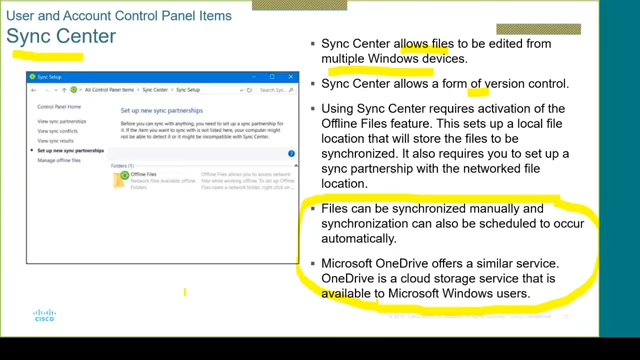 User and Account Control Panel Items
Sync Center
Sync Setup
All Control Panel Items
Sync Center
Sync Setup
Control Panel Home
View sync partnerships
View sync conflicts
View sync results
Set up new sync partnerships
Manage offline files
Set up new sync partnerships
Folders (1)
Offline Files
▪ Sync Center allows files to be edited from
multiple Windows devices.
▪ Sync Center allows a form of version control.
▪ Using Sync Center requires activation of the
Offline Files feature. This sets up a local file
location that will store the files to be
synchronized. It also requires you to set up a
sync partnership with the networked file
location.
▪ Files can be synchronized manually and
synchronization can also be scheduled to occur
automatically.
▪ Microsoft OneDrive offers a similar service.
OneDrive is a cloud storage service that is
available to Microsoft Windows users.
CISCO